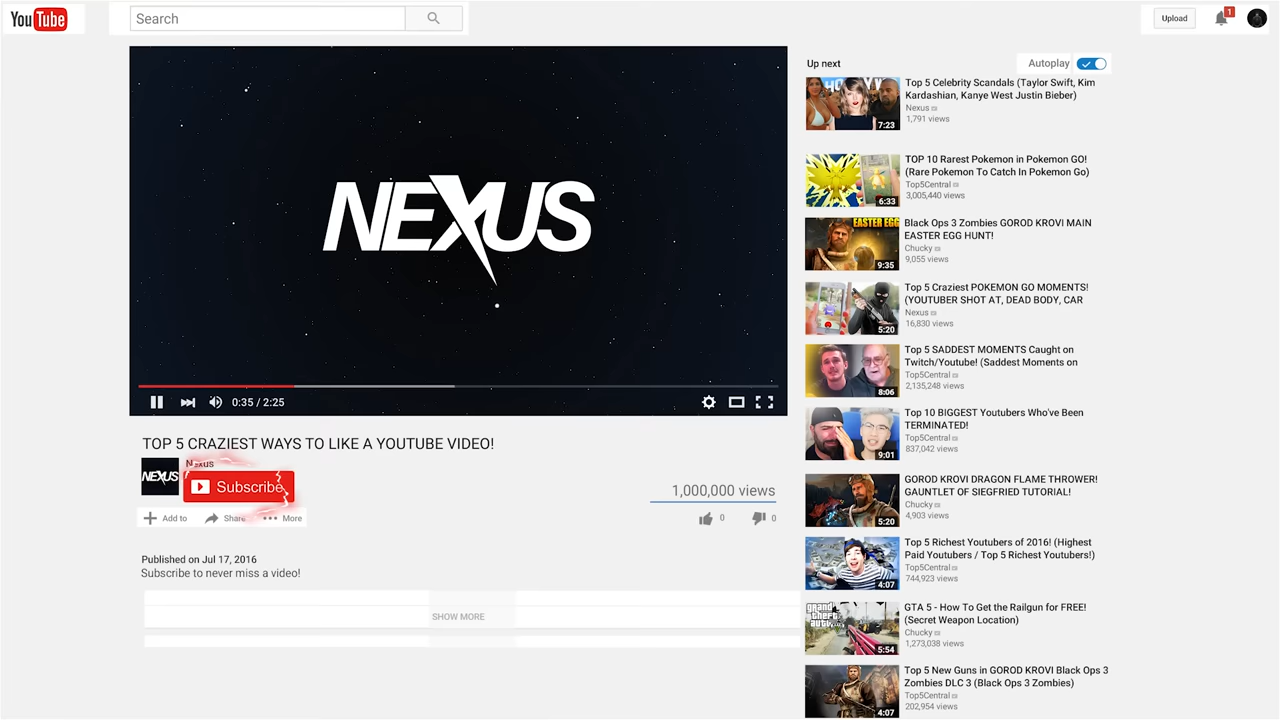 YouTube
Search
Upload
1
NEXUS
0:35 / 2:25
TOP 5 CRAZIEST WAYS TO LIKE A YOUTUBE VIDEO!
NEXUS
Nexus
Subscribe
1,000,000 views
Add to
Share
More
0
0
Published on Jul 17, 2016
Subscribe to never miss a video!
SHOW MORE
Up next
Autoplay
7:23
Top 5 Celebrity Scandals (Taylor Swift, Kim
Kardashian, Kanye West Justin Bieber)
Nexus
1,791 views
6:33
TOP 10 Rarest Pokemon in Pokemon GO!
(Rare Pokemon To Catch In Pokemon Go)
Top5Central
3,005,440 views
EASTER EGG
9:35
Black Ops 3 Zombies GOROD KROVI MAIN
EASTER EGG HUNT!
Chucky
9,055 views
5:20
Top 5 Craziest POKEMON GO MOMENTS!
(YOUTUBER SHOT AT, DEAD BODY, CAR
Nexus
16,830 views
8:06
Top 5 SADDEST MOMENTS Caught on
Twitch/Youtube! (Saddest Moments on
Top5Central
2,135,248 views
9:01
Top 10 BIGGEST Youtubers Who've Been
TERMINATED!
Top5Central
837,042 views
5:20
GOROD KROVI DRAGON FLAME THROWER!
GAUNTLET OF SIEGFRIED TUTORIAL!
Chucky
4,903 views
4:07
Top 5 Richest Youtubers of 2016! (Highest
Paid Youtubers / Top 5 Richest Youtubers!)
Top5Central
744,923 views
grand
theft
auto
5:54
GTA 5 - How To Get the Railgun for FREE!
(Secret Weapon Location)
Chucky
1,273,038 views
4:07
Top 5 New Guns in GOROD KROVI Black Ops 3
Zombies DLC 3 (Black Ops 3 Zombies)
Top5Central
202,954 views